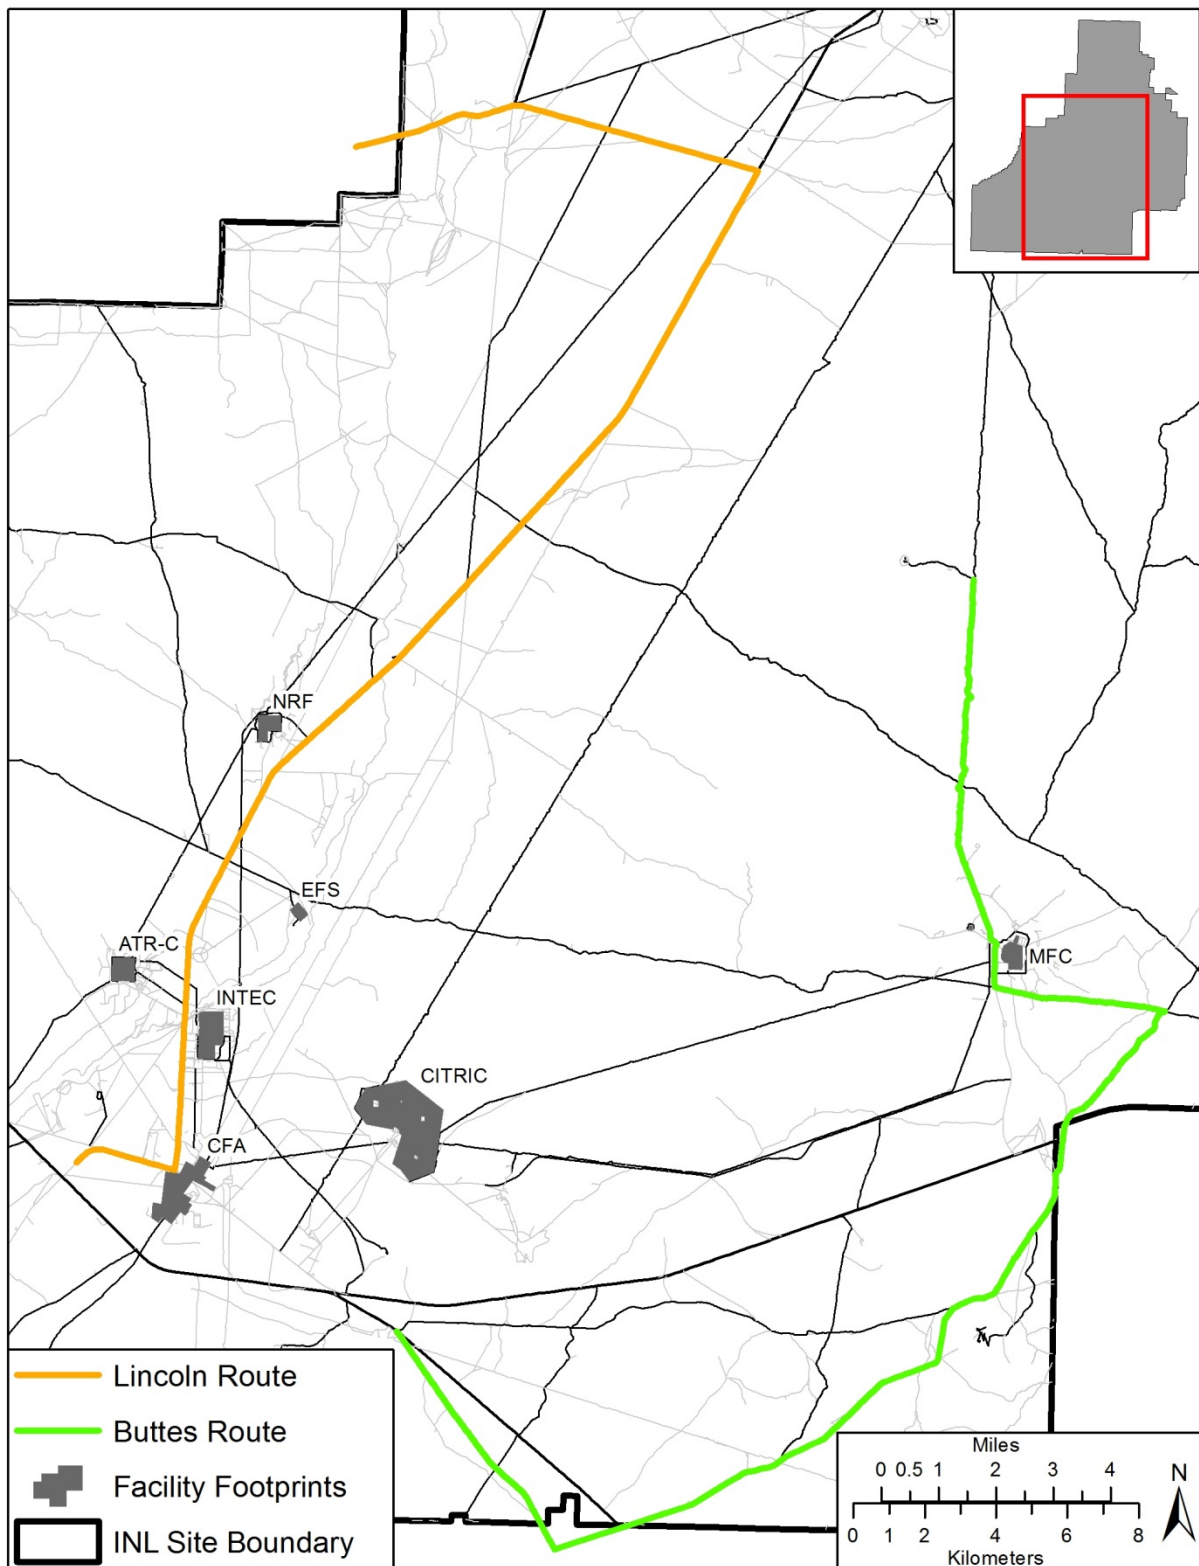 NRF
EFS
ATR-C
MFC
INTEC
CITRIC
CFA
Lincoln Route
Buttes Route
Facility Footprints
INL Site Boundary
Miles
0 0.5 1 2 3 4
0 1 2 4 6 8
Kilometers
N